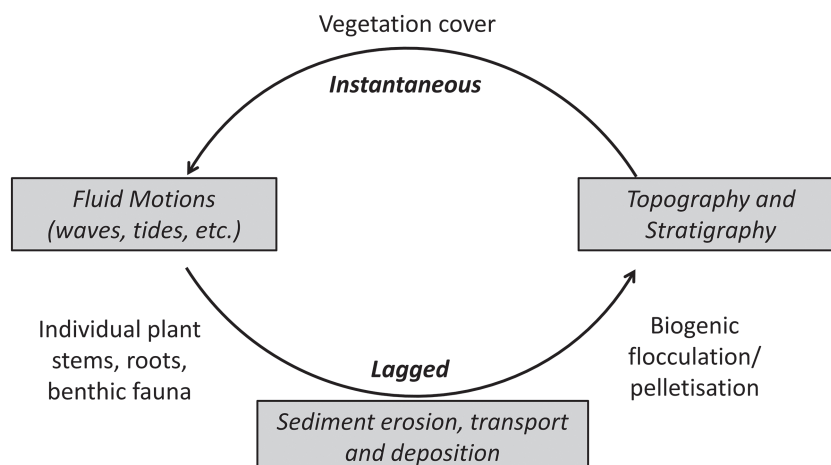 Vegetation cover
Instantaneous
Fluid Motions
(waves, tides, etc.)
Topography and
Stratigraphy
Individual plant
stems, roots,
benthic fauna
Lagged
Biogenic
flocculation/
pelletisation
Sediment erosion, transport
and deposition